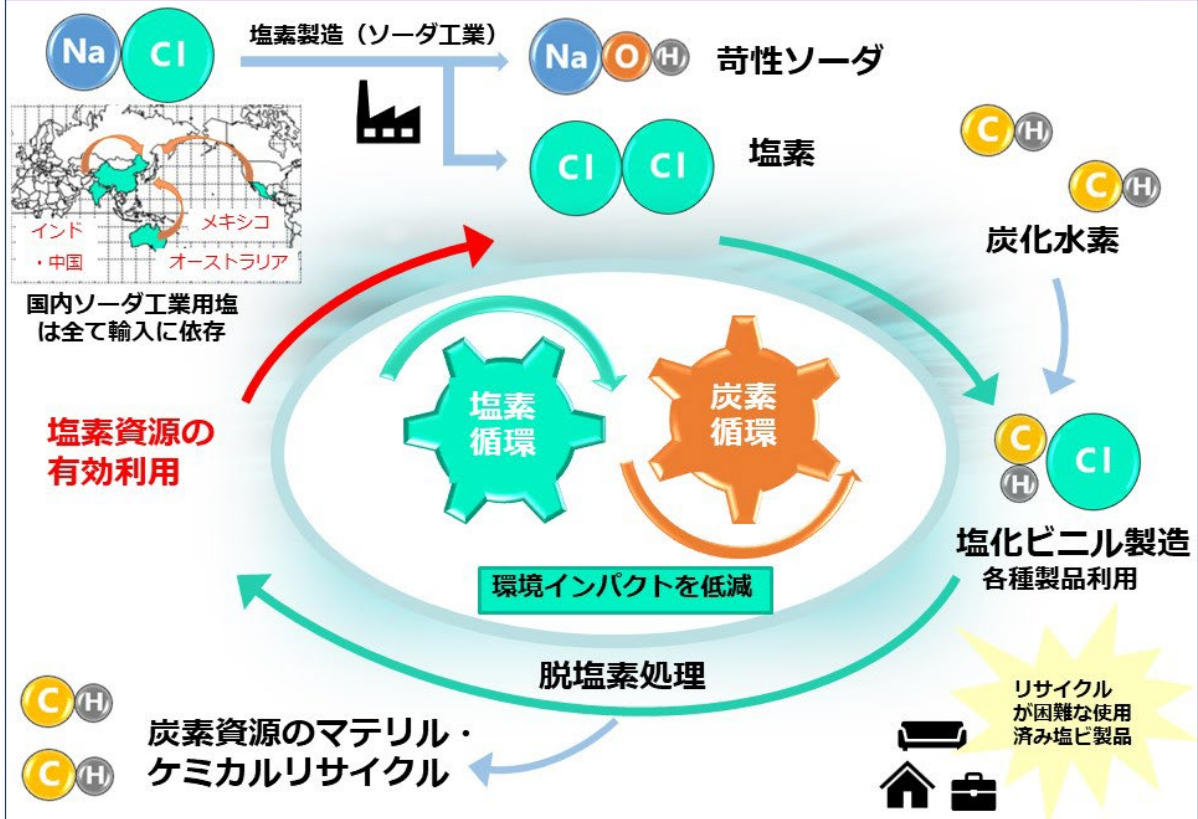 Na Cl
塩素製造(ソーダ工業)
Na O H
苛性ソーダ
Cl Cl
塩素
C H
C H
炭化水素
インド
・中国
メキシコ
オーストラリア
国内ソーダ工業用塩
は全て輸入に依存
塩素資源の
有効利用
塩素
循環
炭素
循環
環境インパクトを低減
C
H
Cl
塩化ビニル製造
各種製品利用
脱塩素処理
リサイクル
が困難な使用
済み塩ビ製品
C H
C H
炭素資源のマテリル・
ケミカルリサイクル